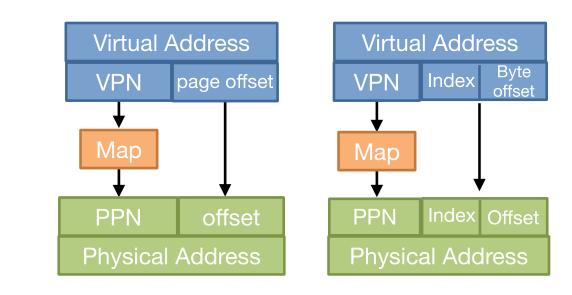 Virtual Address
VPN
page offset
Map
PPN
offset
Physical Address
Virtual Address
VPN
Index
Byte
offset
Map
PPN
Index
Offset
Physical Address